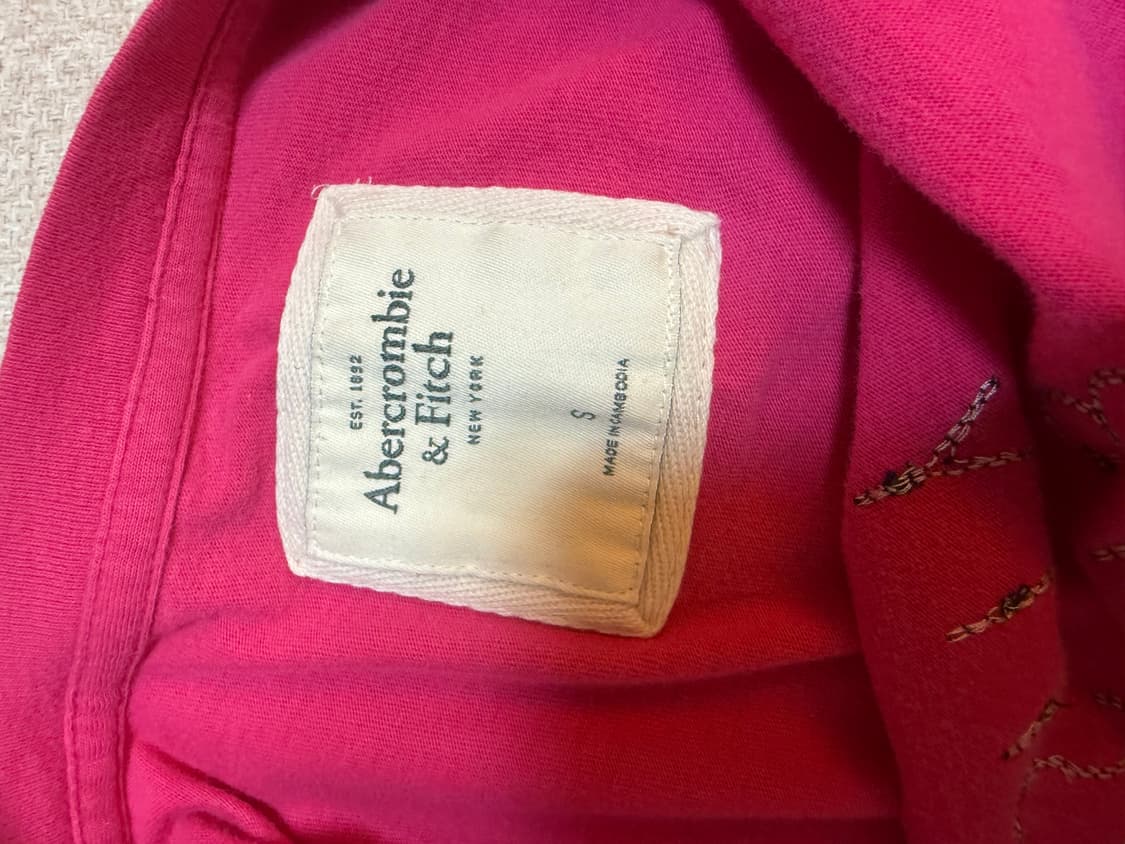 EST. 1892
Abercrombie
& Fitch
NEW YORK
S
MADE IN CAMBODIA